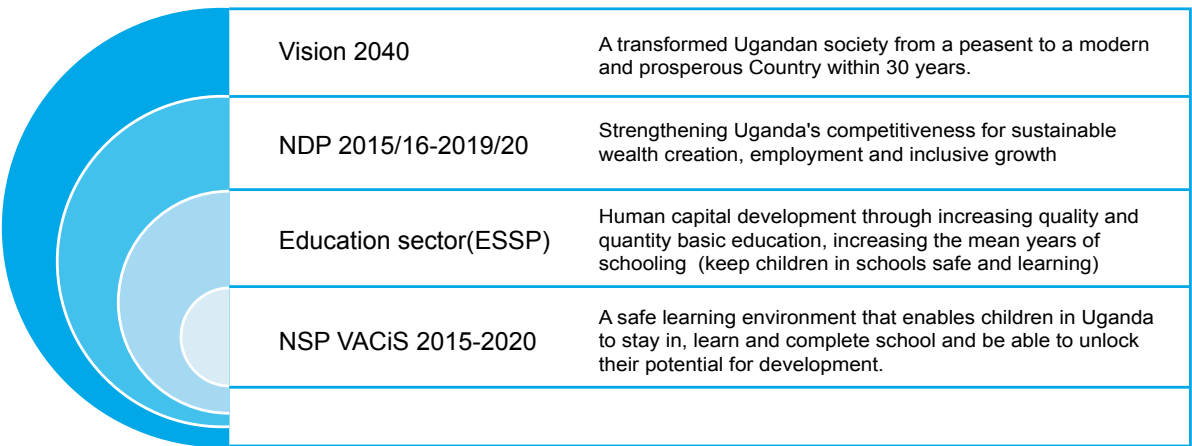 Vision 2040
A transformed Ugandan society from a peasent to a modern
and prosperous Country within 30 years.
NDP 2015/16-2019/20
Strengthening Uganda's competitiveness for sustainable
wealth creation, employment and inclusive growth
Education sector(ESSP)
Human capital development through increasing quality and
quantity basic education, increasing the mean years of
schooling  (keep children in schools safe and learning)
NSP VACiS 2015-2020
A safe learning environment that enables children in Uganda
to stay in, learn and complete school and be able to unlock
their potential for development.